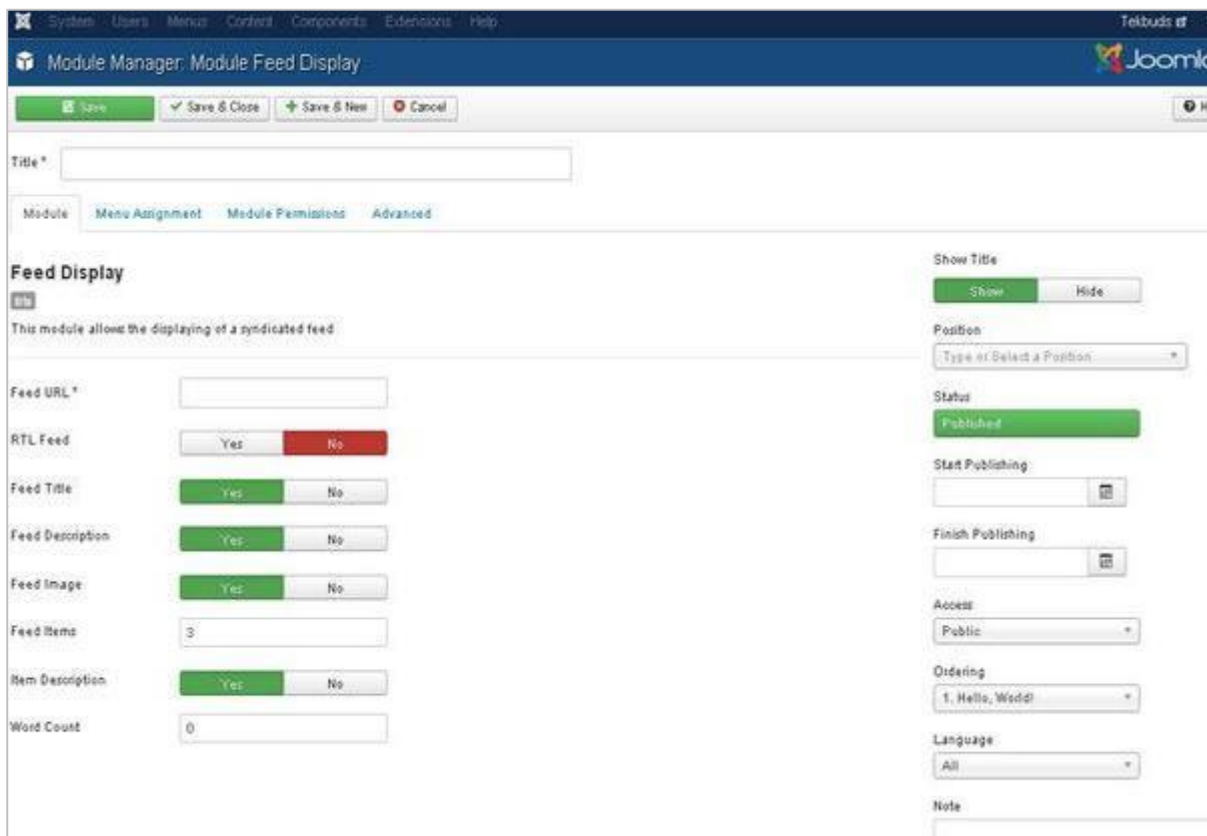 System Users Menus Content Components Extensions Help Tekbuds
Module Manager: Module Feed Display
Save Save & Close + Save & New Cancel
Title *
Module Menu Assignment Module Permissions Advanced
Feed Display
Site
This module allows the displaying of a syndicated feed
Feed URL *
RTL Feed Yes No
Feed Title Yes No
Feed Description Yes No
Feed Image Yes No
Feed Items 3
Item Description Yes No
Word Count 0
Show Title
Show Hide
Position
Type or Select a Position
Status
Published
Start Publishing
Finish Publishing
Access
Public
Ordering
1. Hello, World!
Language
All
Note